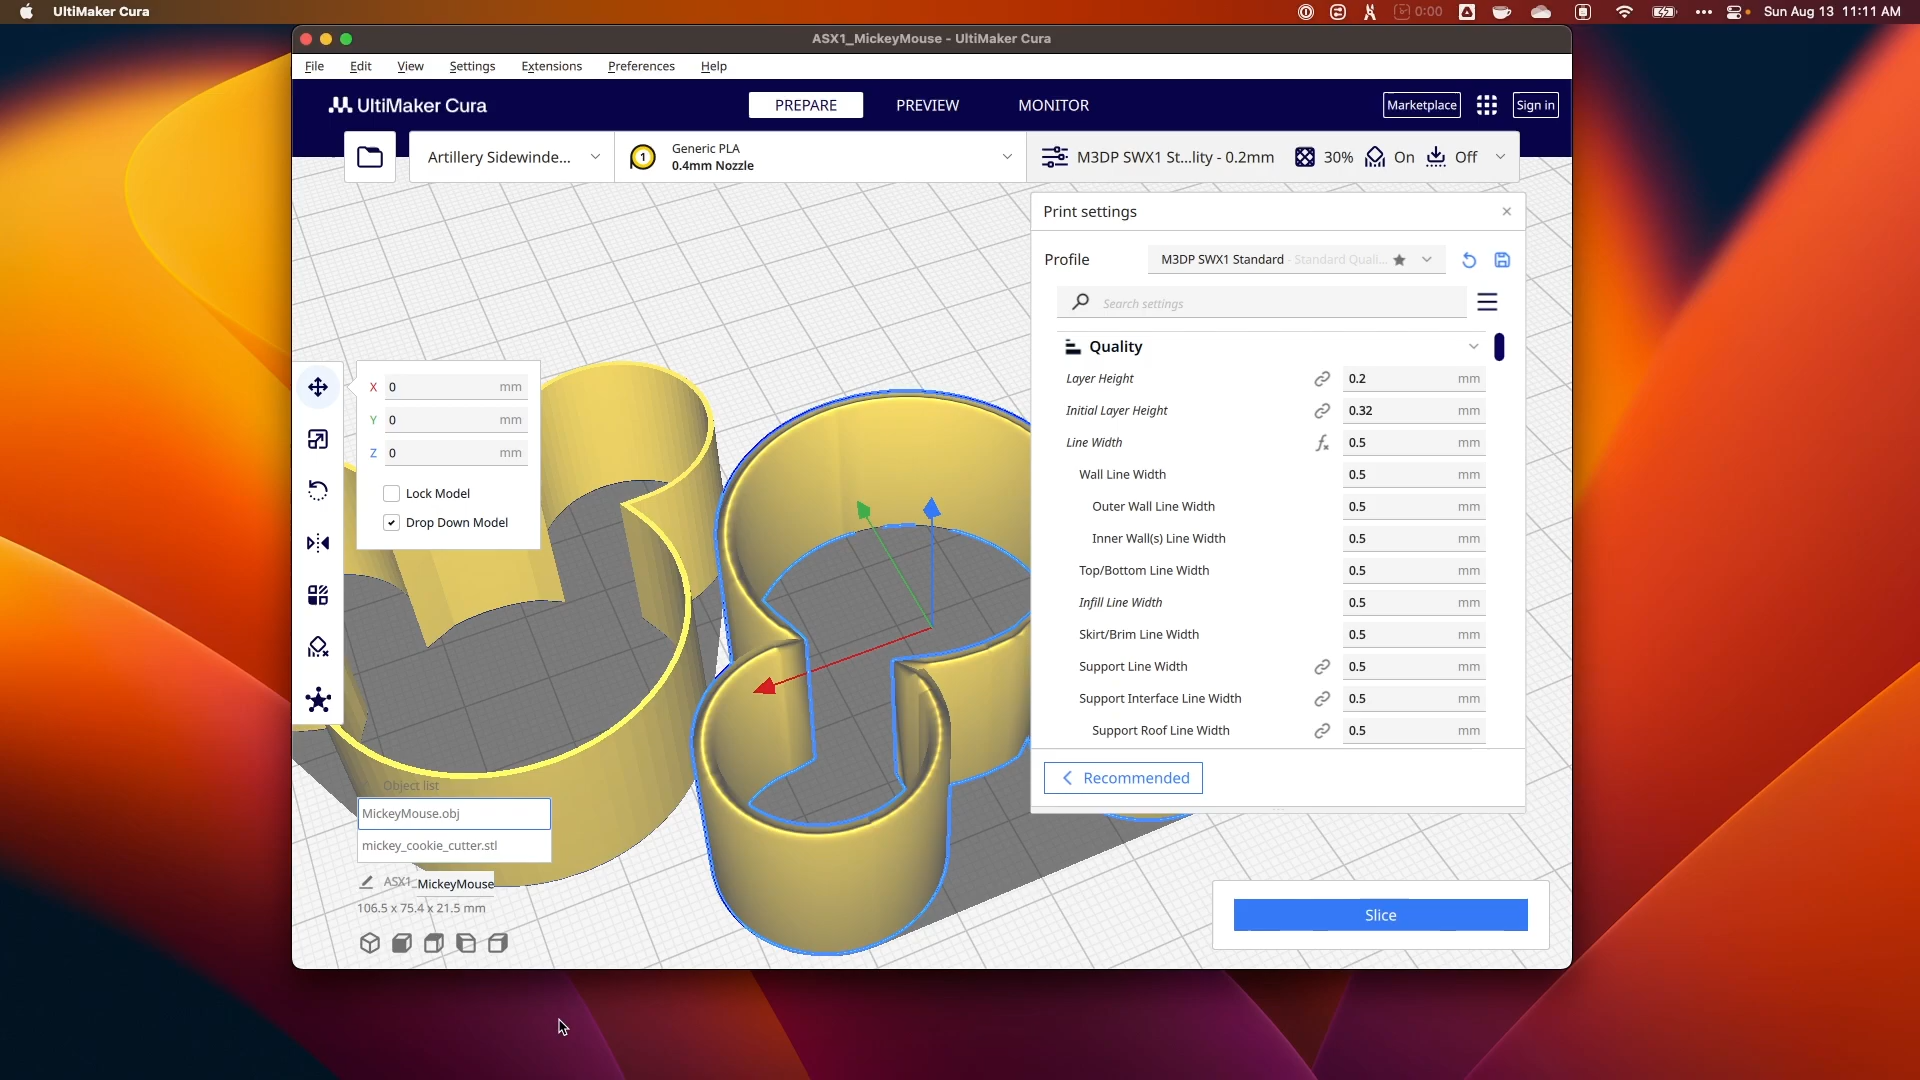 UltiMaker Cura
0:00
Sun Aug 13 11:11 AM
ASX1_MickeyMouse - UltiMaker Cura
File Edit View Settings Extensions Preferences Help
UltiMaker Cura
PREPARE PREVIEW MONITOR
Marketplace
Sign in
Artillery Sidewinde...
1
Generic PLA
0.4mm Nozzle
M3DP SWX1 St...lity - 0.2mm
30%
On
Off
Print settings
Profile
M3DP SWX1 Standard - Standard Quali...
Search settings
Quality
Layer Height 0.2 mm
Initial Layer Height 0.32 mm
Line Width 0.5 mm
Wall Line Width 0.5 mm
Outer Wall Line Width 0.5 mm
Inner Wall(s) Line Width 0.5 mm
Top/Bottom Line Width 0.5 mm
Infill Line Width 0.5 mm
Skirt/Brim Line Width 0.5 mm
Support Line Width 0.5 mm
Support Interface Line Width 0.5 mm
Support Roof Line Width 0.5 mm
Recommended
X 0 mm
Y 0 mm
Z 0 mm
Lock Model
Drop Down Model
Object list
MickeyMouse.obj
mickey_cookie_cutter.stl
ASX1_MickeyMouse
106.5 x 75.4 x 21.5 mm
Slice